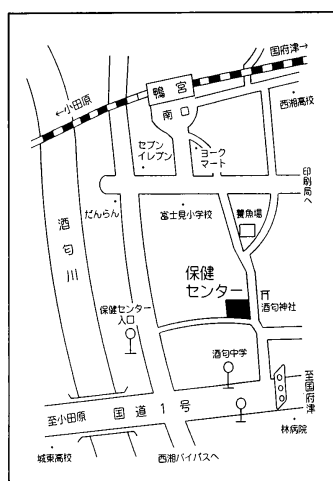 国府津→
鴨宮
←小田原
南口
西湘高校
セブン
イレブン
ヨーク
マート
印刷局へ
だんらん
富士見小学校
養魚場
酒匂川
保健
センター
酒匂神社
保健センター
入口
酒匂中学
至国府津
至小田原
国道1号
林病院
城東高校
西湘バイパスへ